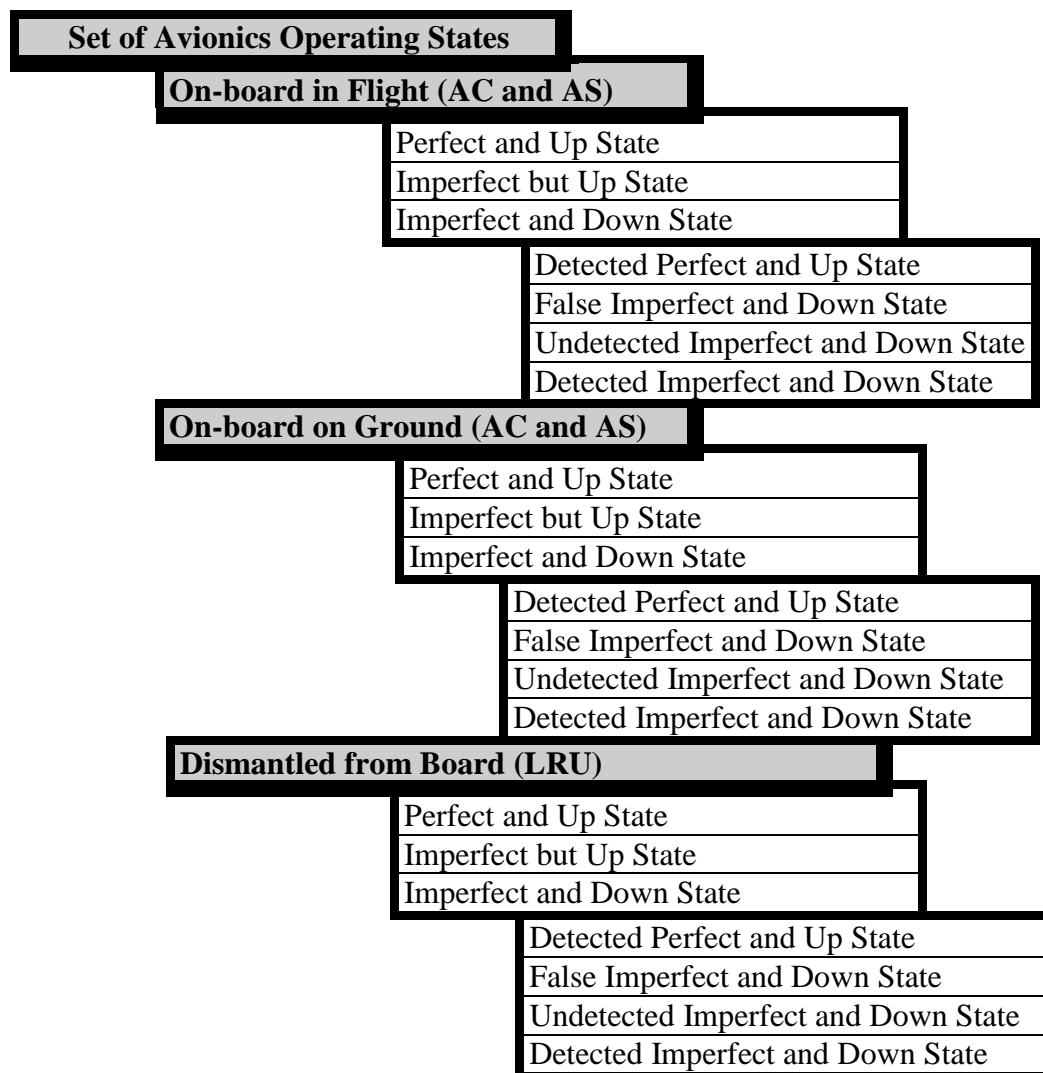 Set of Avionics Operating States
On-board in Flight (AC and AS)
Perfect and Up State
Imperfect but Up State
Imperfect and Down State
Detected Perfect and Up State
False Imperfect and Down State
Undetected Imperfect and Down State
Detected Imperfect and Down State
On-board on Ground (AC and AS)
Perfect and Up State
Imperfect but Up State
Imperfect and Down State
Detected Perfect and Up State
False Imperfect and Down State
Undetected Imperfect and Down State
Detected Imperfect and Down State
Dismantled from Board (LRU)
Perfect and Up State
Imperfect but Up State
Imperfect and Down State
Detected Perfect and Up State
False Imperfect and Down State
Undetected Imperfect and Down State
Detected Imperfect and Down State